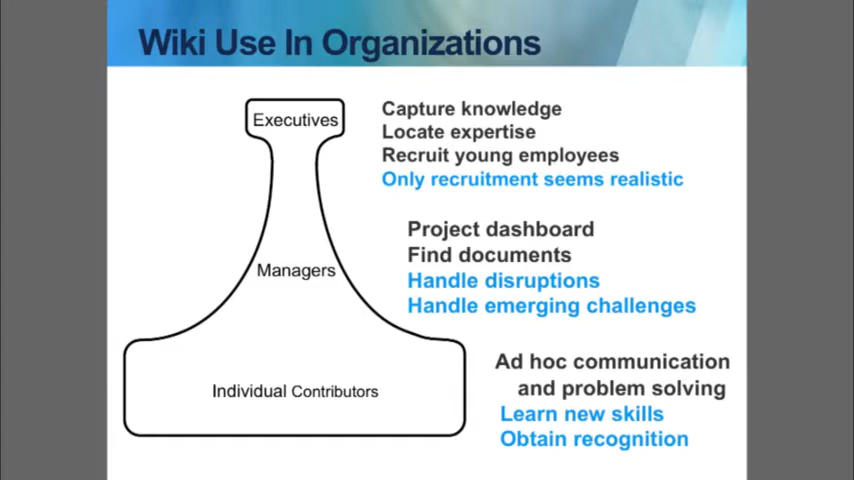 Wiki Use In Organizations
Executives
Capture knowledge
Locate expertise
Recruit young employees
Only recruitment seems realistic
Managers
Project dashboard
Find documents
Handle disruptions
Handle emerging challenges
Individual Contributors
Ad hoc communication
and problem solving
Learn new skills
Obtain recognition